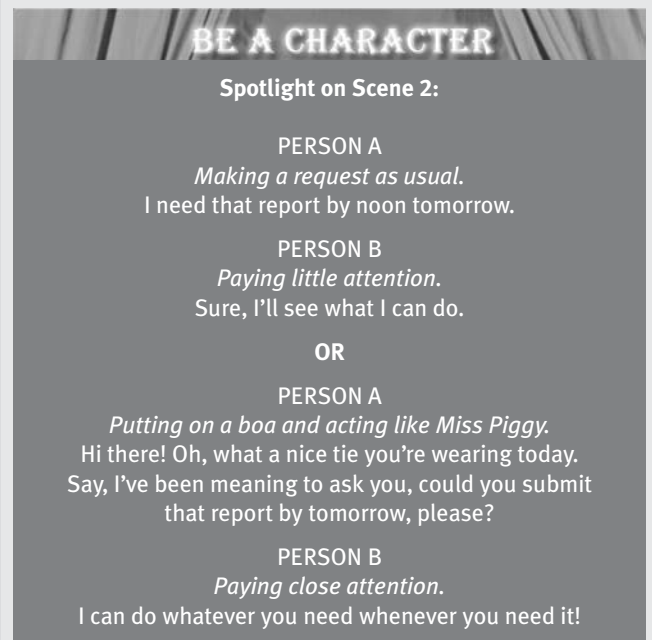 BE A CHARACTER
Spotlight on Scene 2:
PERSON A
Making a request as usual.
I need that report by noon tomorrow.
PERSON B
Paying little attention.
Sure, I’ll see what I can do.
OR
PERSON A
Putting on a boa and acting like Miss Piggy.
Hi there! Oh, what a nice tie you’re wearing today.
Say, I’ve been meaning to ask you, could you submit
that report by tomorrow, please?
PERSON B
Paying close attention.
I can do whatever you need whenever you need it!